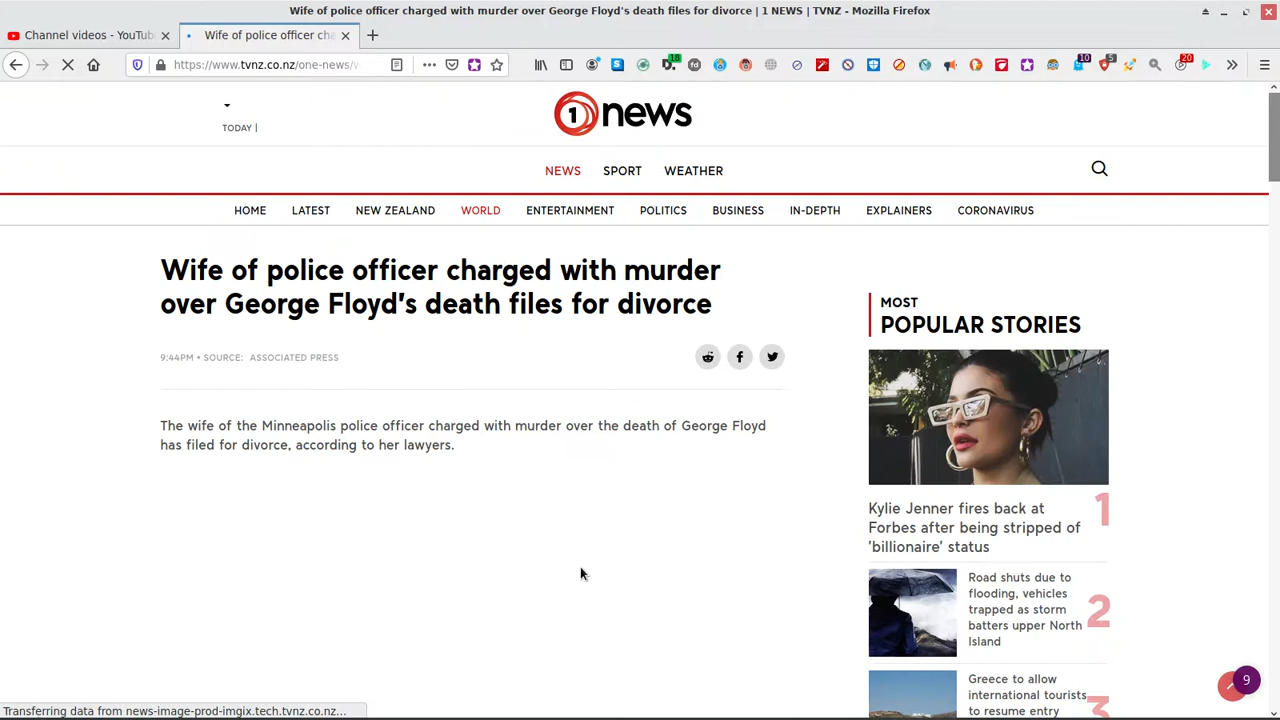 Wife of police officer charged with murder over George Floyd's death files for divorce | 1 NEWS | TVNZ - Mozilla Firefox
Channel videos - YouTub
Wife of police officer cha
https://www.tvnz.co.nz/one-news/w
18
fd
10
5
20
1 news
TODAY |
NEWS SPORT WEATHER
HOME LATEST NEW ZEALAND WORLD ENTERTAINMENT POLITICS BUSINESS IN-DEPTH EXPLAINERS CORONAVIRUS
Wife of police officer charged with murder
over George Floyd's death files for divorce
9:44PM • SOURCE: ASSOCIATED PRESS
The wife of the Minneapolis police officer charged with murder over the death of George Floyd
has filed for divorce, according to her lawyers.
MOST
POPULAR STORIES
Kylie Jenner fires back at
Forbes after being stripped of
'billionaire' status
1
Road shuts due to
flooding, vehicles
trapped as storm
batters upper North
Island
2
Greece to allow
international tourists
to resume entry
3
9
Transferring data from news-image-prod-imgix.tech.tvnz.co.nz...